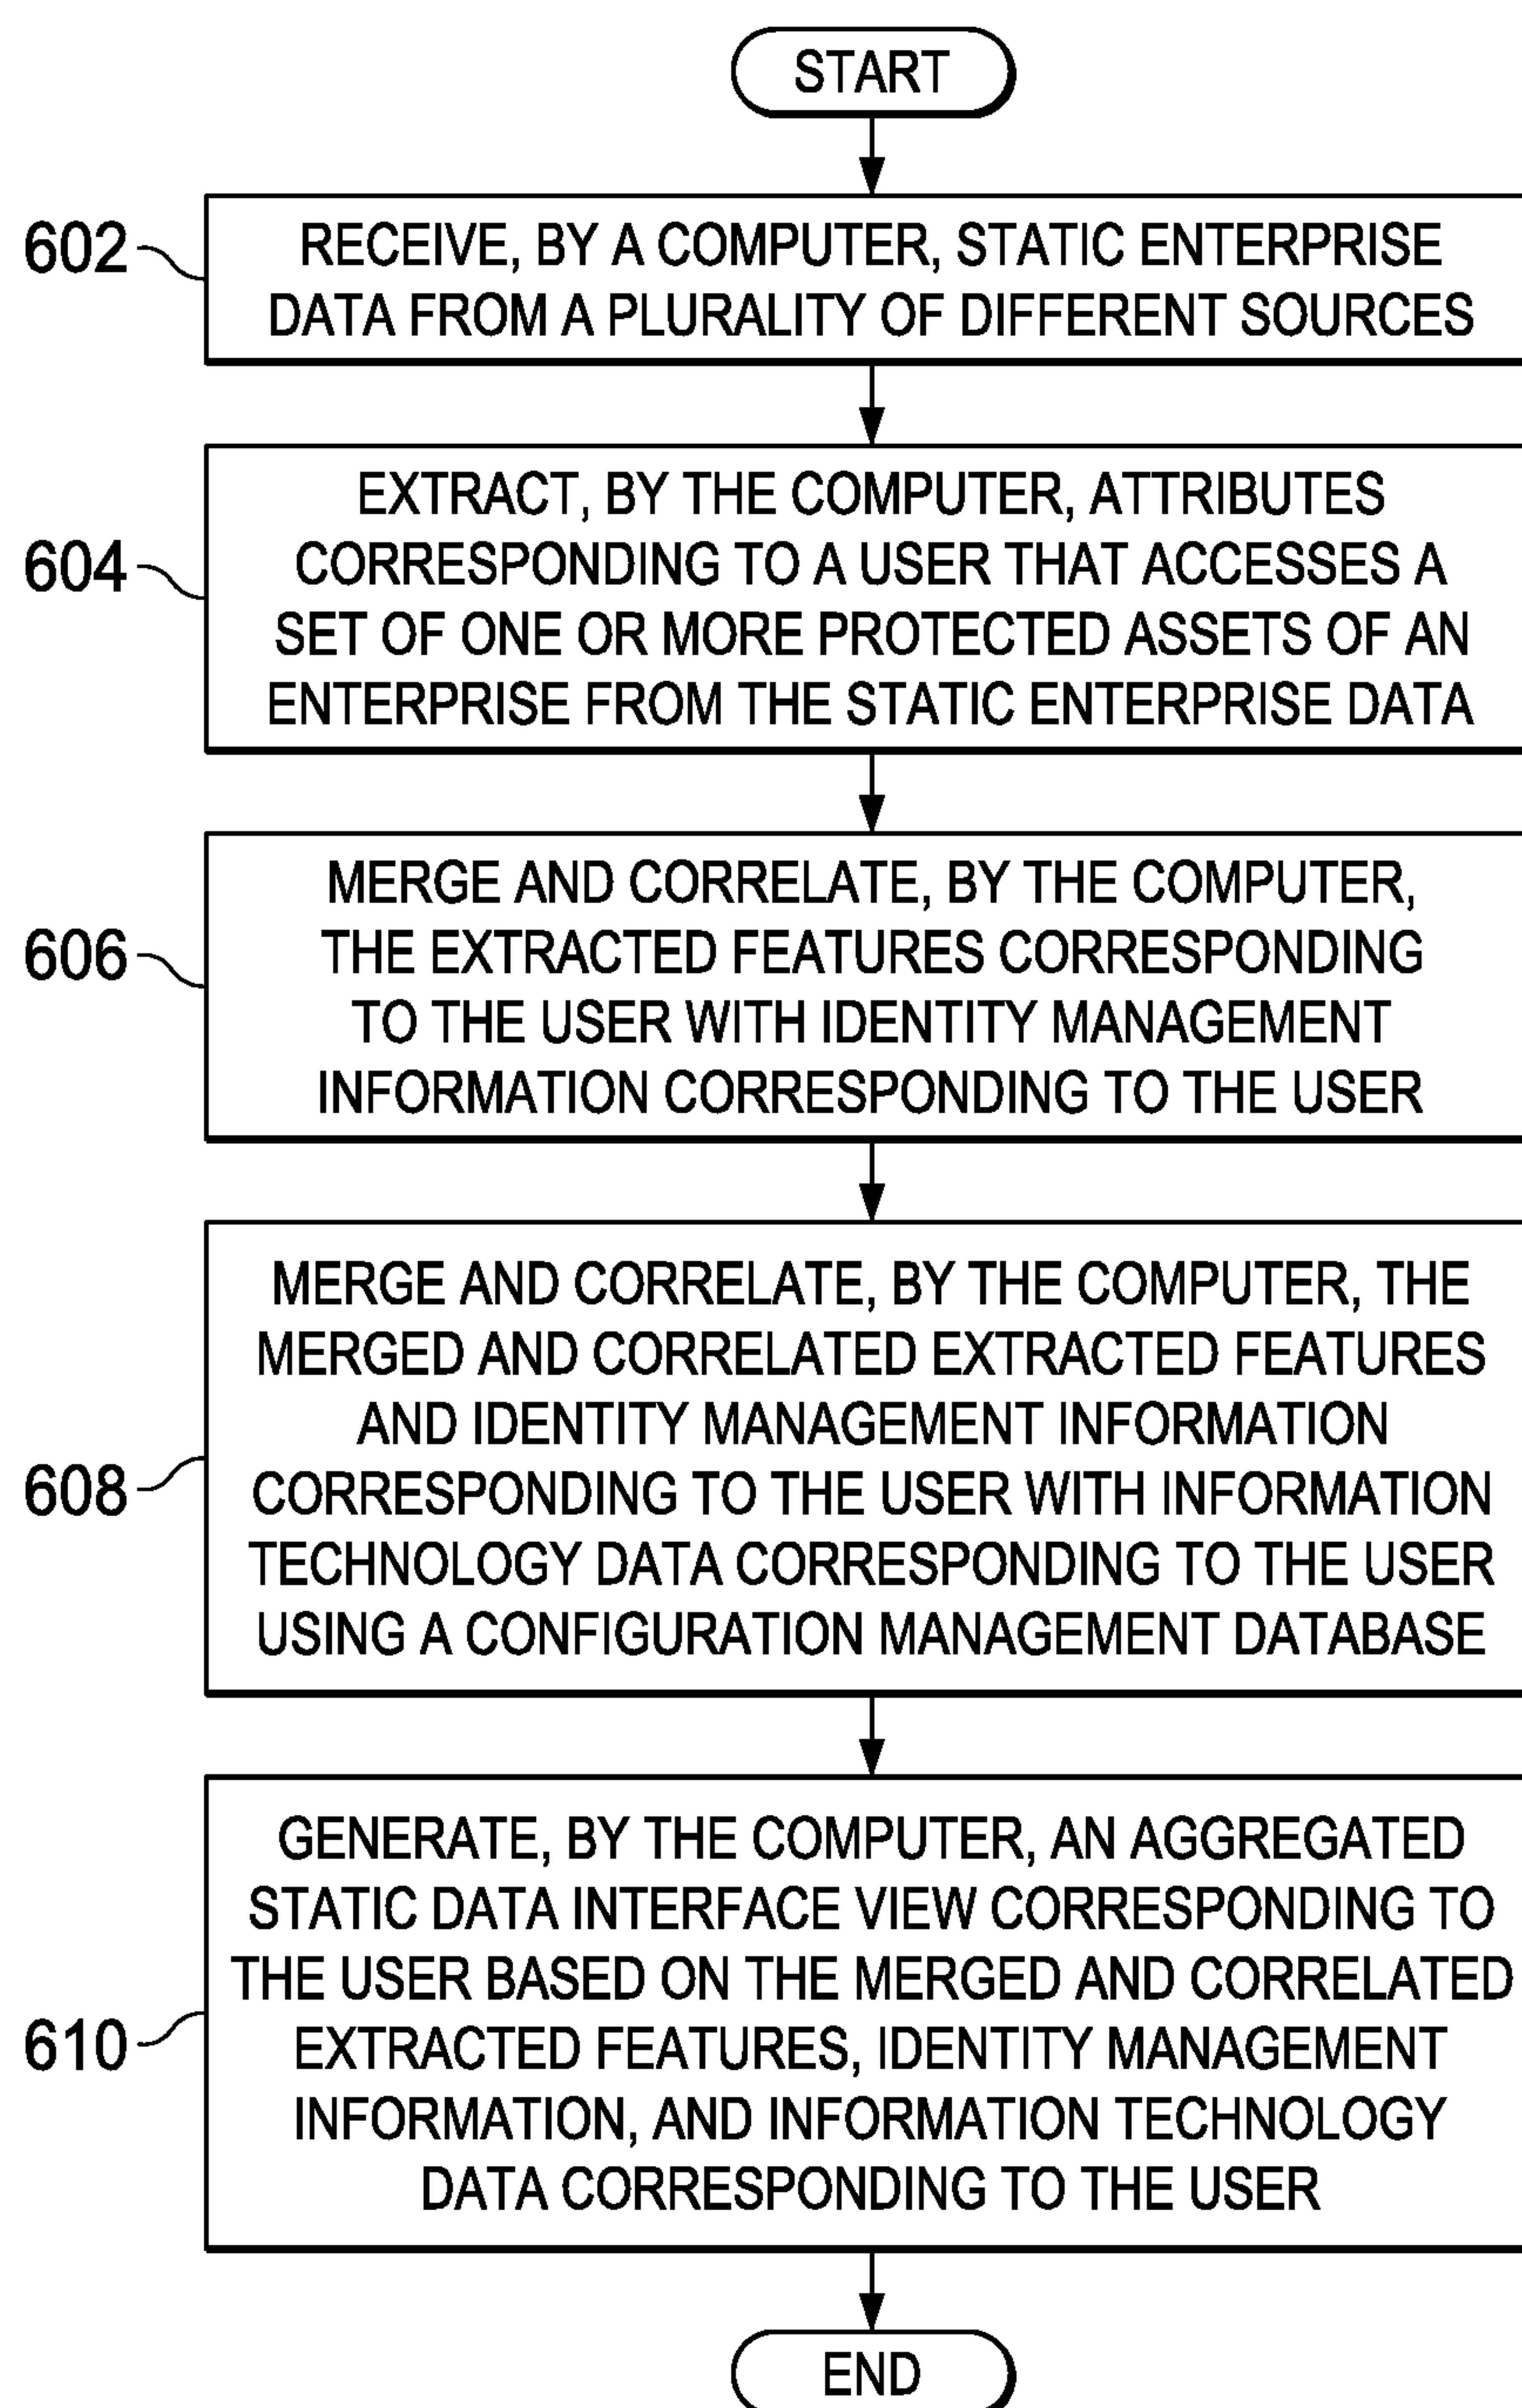 START
602
RECEIVE, BY A COMPUTER, STATIC ENTERPRISE
DATA FROM A PLURALITY OF DIFFERENT SOURCES
604
EXTRACT, BY THE COMPUTER, ATTRIBUTES
CORRESPONDING TO A USER THAT ACCESSES A
SET OF ONE OR MORE PROTECTED ASSETS OF AN
ENTERPRISE FROM THE STATIC ENTERPRISE DATA
606
MERGE AND CORRELATE, BY THE COMPUTER,
THE EXTRACTED FEATURES CORRESPONDING
TO THE USER WITH IDENTITY MANAGEMENT
INFORMATION CORRESPONDING TO THE USER
608
MERGE AND CORRELATE, BY THE COMPUTER, THE
MERGED AND CORRELATED EXTRACTED FEATURES
AND IDENTITY MANAGEMENT INFORMATION
CORRESPONDING TO THE USER WITH INFORMATION
TECHNOLOGY DATA CORRESPONDING TO THE USER
USING A CONFIGURATION MANAGEMENT DATABASE
610
GENERATE, BY THE COMPUTER, AN AGGREGATED
STATIC DATA INTERFACE VIEW CORRESPONDING TO
THE USER BASED ON THE MERGED AND CORRELATED
EXTRACTED FEATURES, IDENTITY MANAGEMENT
INFORMATION, AND INFORMATION TECHNOLOGY
DATA CORRESPONDING TO THE USER
END